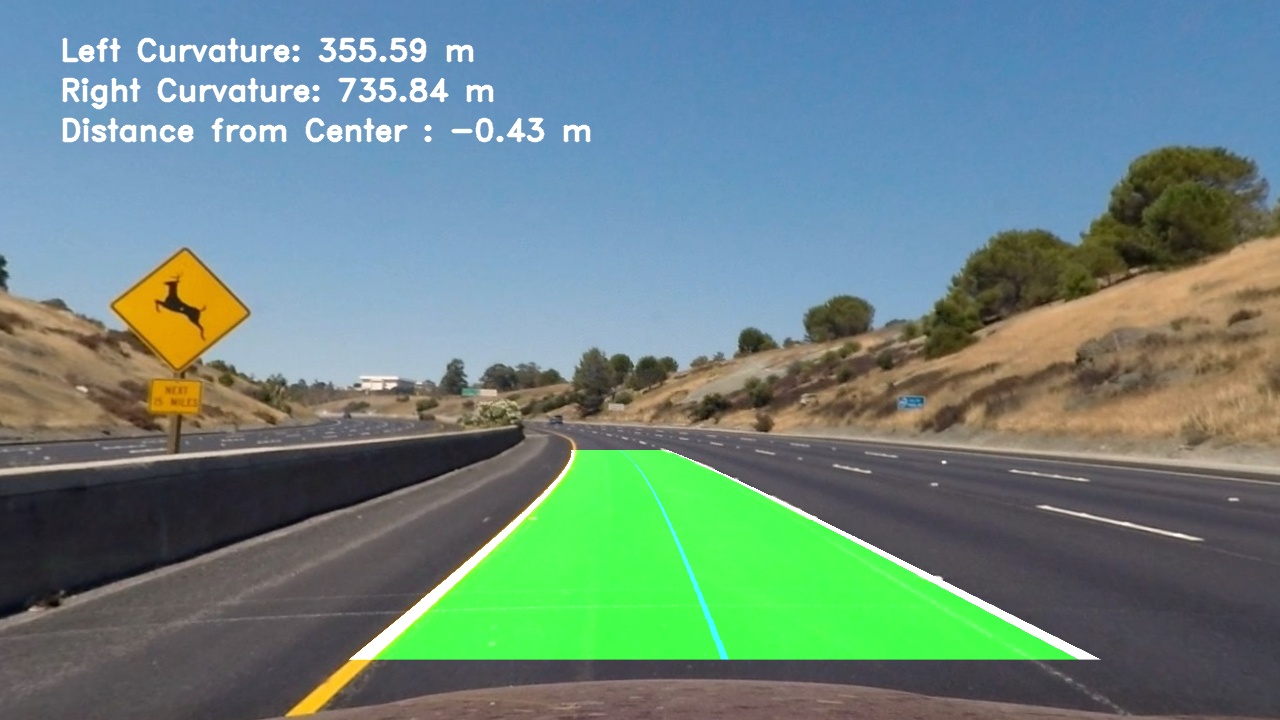 Left Curvature: 355.59 m
Right Curvature: 735.84 m
Distance from Center : -0.43 m
NEXT
15 MILES